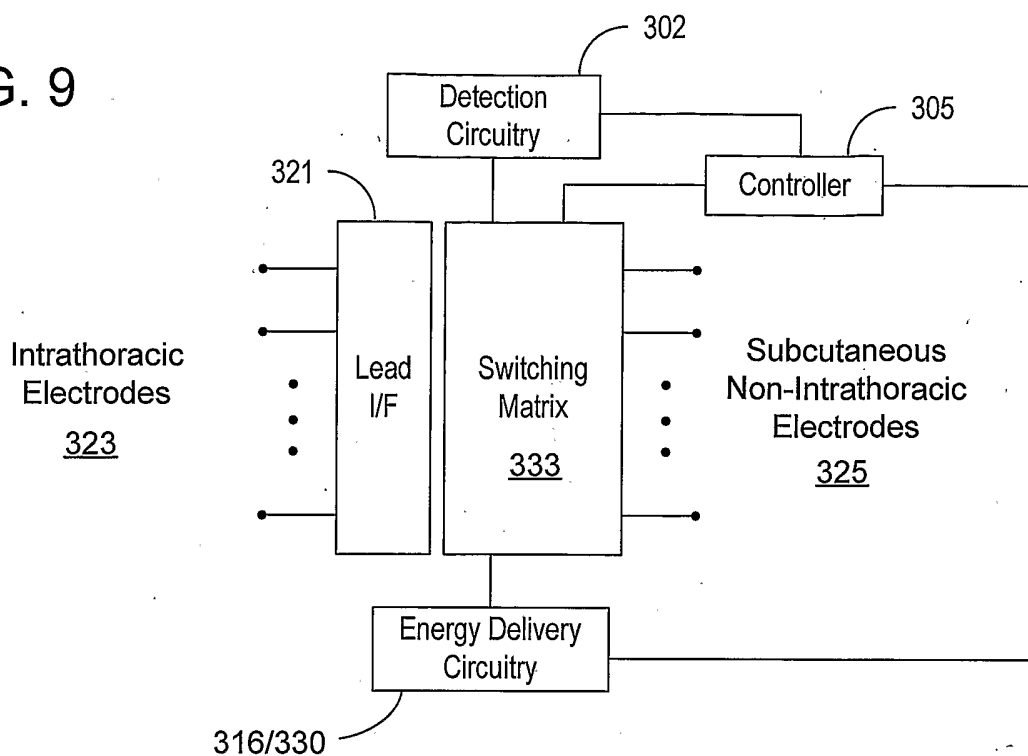 G. 9
302
Detection
Circuitry
305
Controller
321
Intrathoracic
Electrodes
323
Lead
I/F
Switching
Matrix
333
Subcutaneous
Non-Intrathoracic
Electrodes
325
Energy Delivery
Circuitry
316/330